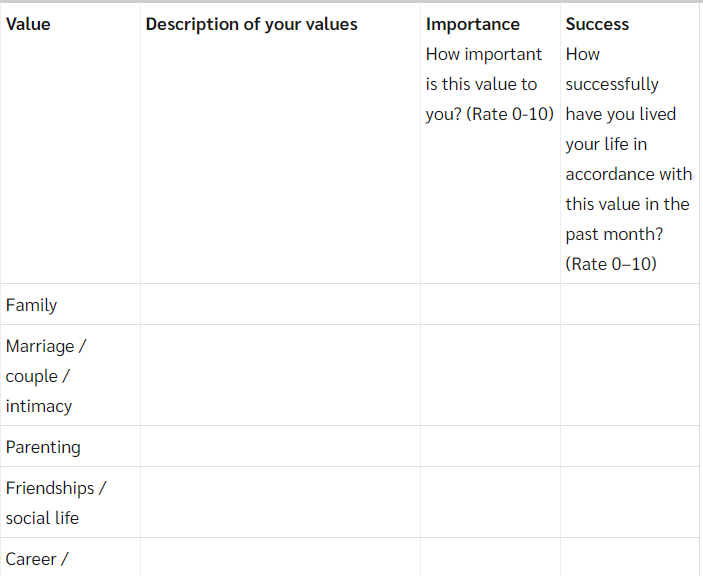 Value
Description of your values
Importance
How important
is this value to
you? (Rate 0-10)
Success
How
successfully
have you lived
your life in
accordance with
this value in the
past month?
(Rate 0–10)
Family
Marriage /
couple /
intimacy
Parenting
Friendships /
social life
Career /